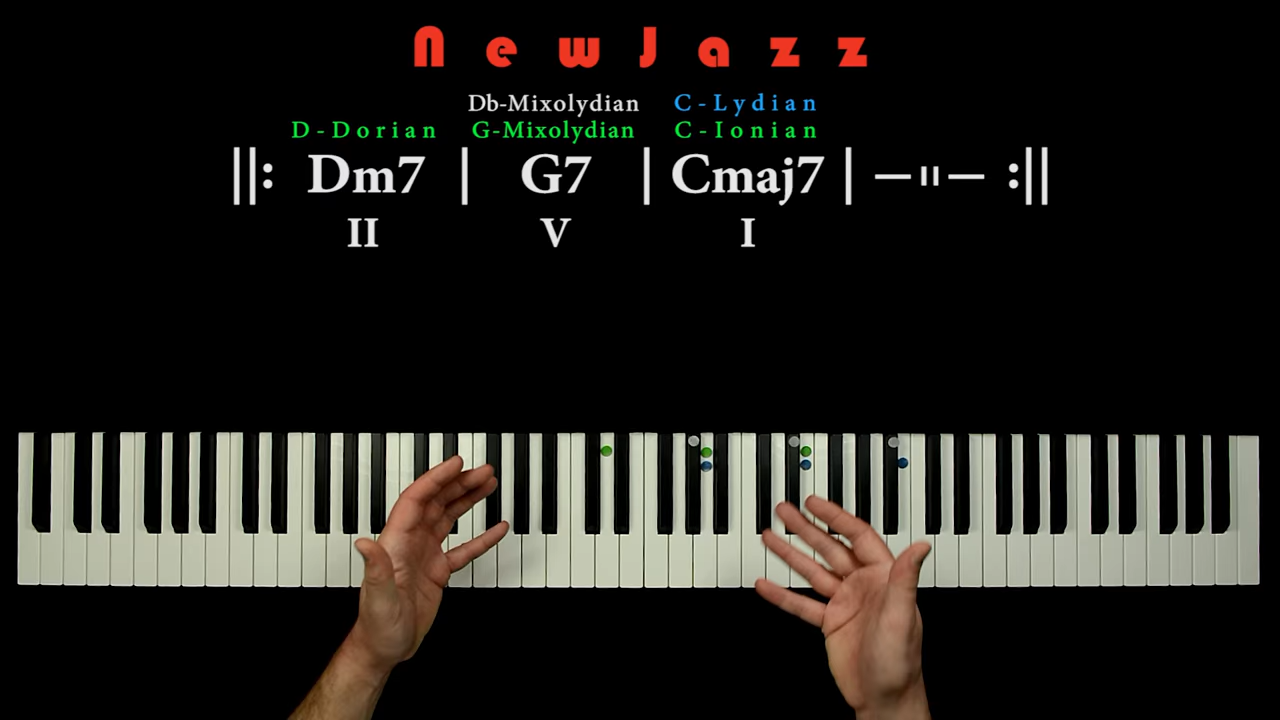 NewJazz
Db-Mixolydian C-Lydian
D-Dorian G-Mixolydian C-Ionian
||: Dm7 | G7 | Cmaj7 | —"— :||
II V I